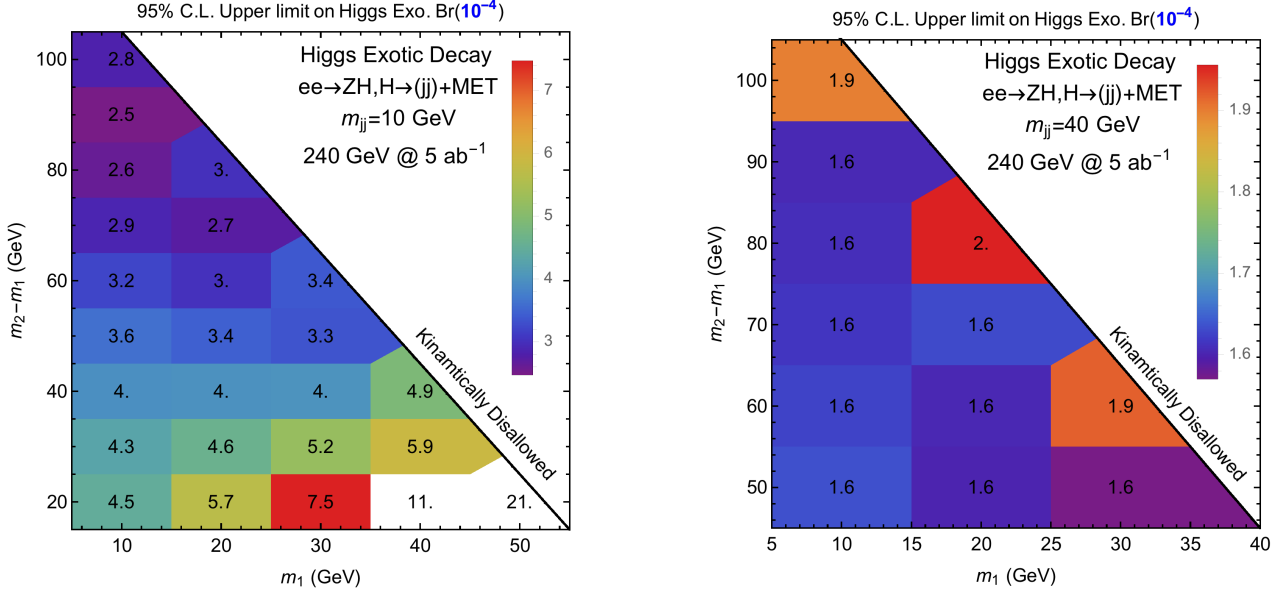 95% C.L. Upper limit on Higgs Exo. Br(10⁻⁴)
Higgs Exotic Decay
ee→ZH,H→(jj)+MET
m_jj=10 GeV
240 GeV @ 5 ab⁻¹
Kinamtically Disallowed
m₂−m₁ (GeV)
100
80
60
40
20
2.8
2.5
2.6 3.
2.9 2.7
3.2 3. 3.4
3.6 3.4 3.3
4. 4. 4. 4.9
4.3 4.6 5.2 5.9
4.5 5.7 7.5 11. 21.
7
6
5
4
3
10 20 30 40 50
m₁ (GeV)
95% C.L. Upper limit on Higgs Exo. Br(10⁻⁴)
Higgs Exotic Decay
ee→ZH,H→(jj)+MET
m_jj=40 GeV
240 GeV @ 5 ab⁻¹
Kinamtically Disallowed
m₂−m₁ (GeV)
100
90
80
70
60
50
1.9
1.6
1.6 2.
1.6 1.6
1.6 1.6 1.9
1.6 1.6 1.6
1.9
1.8
1.7
1.6
5 10 15 20 25 30 35 40
m₁ (GeV)